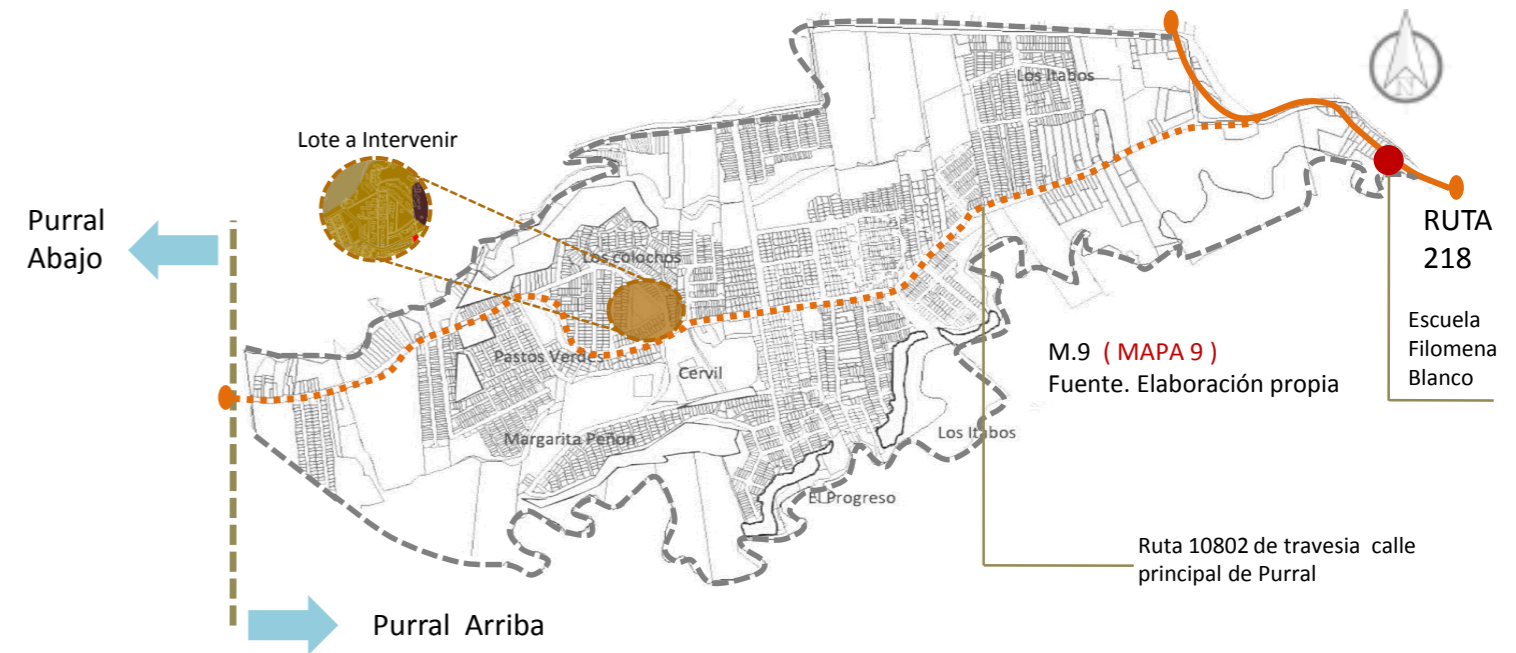 Los Itabos
Lote a Intervenir
Purral
Abajo
Los colochos
RUTA
218
Escuela
Filomena
Blanco
Pastos Verdes
Cervil
M.9 ( MAPA 9 )
Fuente. Elaboración propia
Margarita Peñon
Los Itabos
El Progreso
Ruta 10802 de travesia calle
principal de Purral
Purral Arriba
N